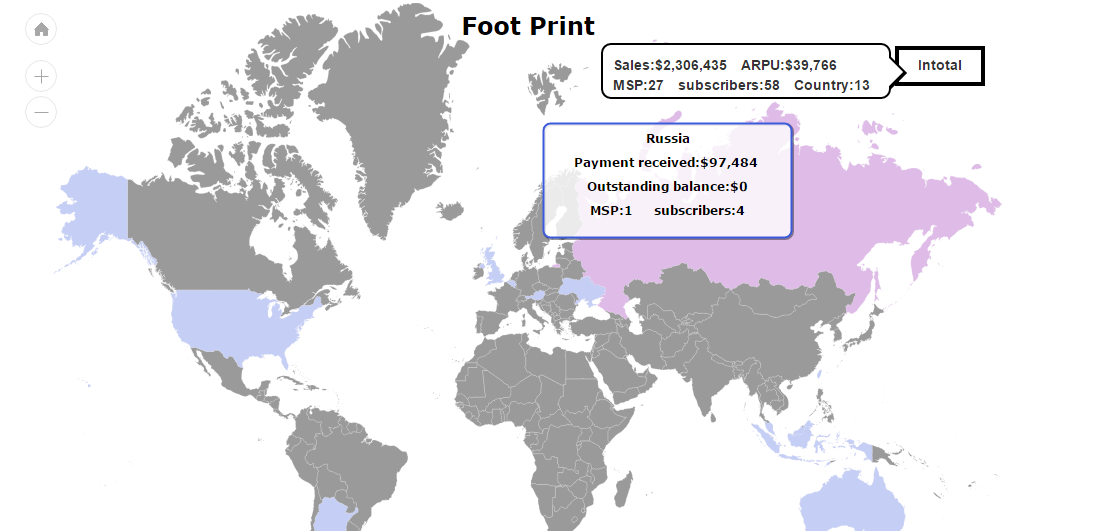 Foot Print
Sales:$2,306,435 ARPU:$39,766
MSP:27 subscribers:58 Country:13
Intotal
Russia
Payment received:$97,484
Outstanding balance:$0
MSP:1 subscribers:4